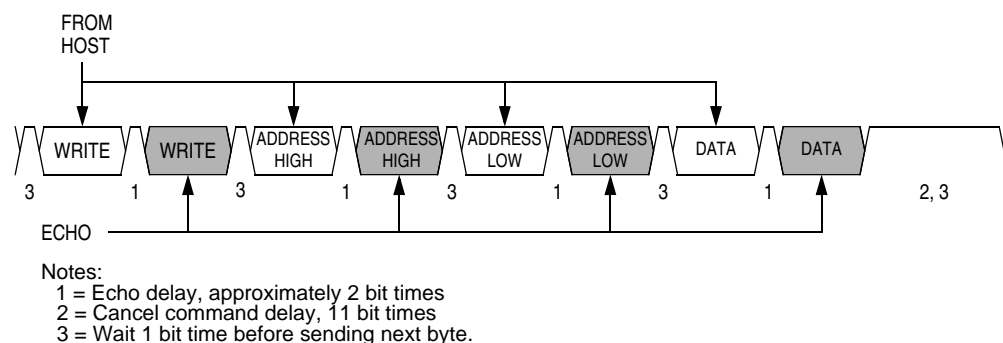 FROM
HOST
WRITE WRITE ADDRESS HIGH ADDRESS HIGH ADDRESS LOW ADDRESS LOW DATA DATA
3 1 3 1 3 1 3 1 2, 3
ECHO
Notes:
1 = Echo delay, approximately 2 bit times
2 = Cancel command delay, 11 bit times
3 = Wait 1 bit time before sending next byte.